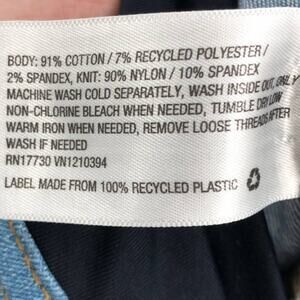 BODY: 91% COTTON / 7% RECYCLED POLYESTER /
2% SPANDEX, KNIT: 90% NYLON / 10% SPANDEX
MACHINE WASH COLD SEPARATELY, WASH INSIDE OUT, ONLY
NON-CHLORINE BLEACH WHEN NEEDED, TUMBLE DRY LOW
WARM IRON WHEN NEEDED, REMOVE LOOSE THREADS AFTER
WASH IF NEEDED
RN17730 VN1210394
LABEL MADE FROM 100% RECYCLED PLASTIC